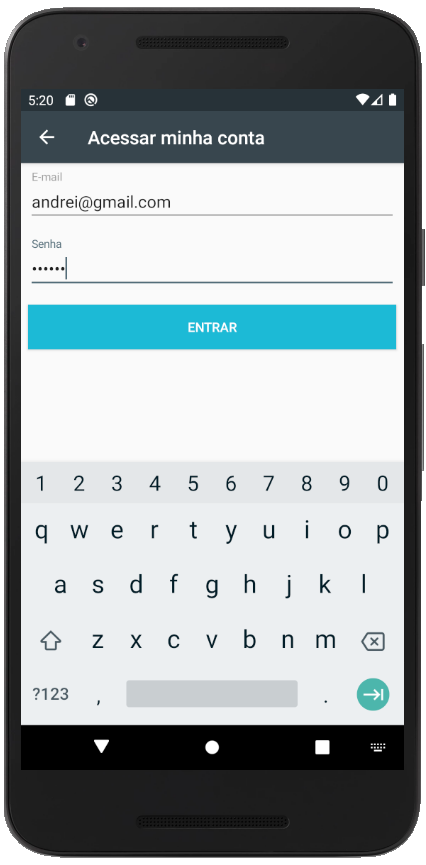 5:20
Acessar minha conta
E-mail
andrei@gmail.com
Senha
••••••
ENTRAR
1 2 3 4 5 6 7 8 9 0
q w e r t y u i o p
a s d f g h j k l
z x c v b n m
?123 , .